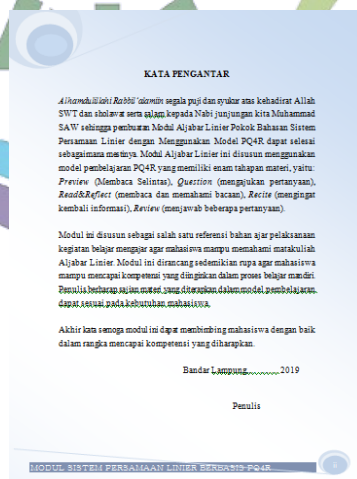 KATA PENGANTAR
Alhamdulillahi Rabbil'alamiin segala puji dan syukur atas kehadirat Allah
SWT dan sholawat serta salam kepada Nabi junjungan kita Muhammad
SAW sehingga pembuatan Modul Aljabar Linier Pokok Bahasan Sistem
Persamaan Linier dengan Menggunakan Model PQ4R dapat selesai
sebagaimana mestinya. Modul Aljabar Linier ini disusun menggunakan
model pembelajaran PQ4R yang memiliki enam tahapan materi, yaitu:
Preview (Membaca Selintas), Question (mengajukan pertanyaan),
Read&Reflect (membaca dan memahami bacaan), Recite (mengingat
kembali informasi), Review (menjawab beberapa pertanyaan).
Modul ini disusun sebagai salah satu referensi bahan ajar pelaksanaan
kegiatan belajar mengajar agar mahasiswa mampu memahami matakuliah
Aljabar Linier. Modul ini dirancang sedemikian rupa agar mahasiswa
mampu mencapai kompetensi yang diinginkan dalam proses belajar mandiri.
Penulis berharap sajian materi yang diterapkan dalam model pembelajaran
dapat sesuai pada kebutuhan mahasiswa.
Akhir kata semoga modul ini dapat membimbing mahasiswa dengan baik
dalam rangka mencapai kompetensi yang diharapkan.
Bandar Lampung, 2019
Penulis
MODUL SISTEM PERSAMAAN LINIER BERBASIS PQ4R